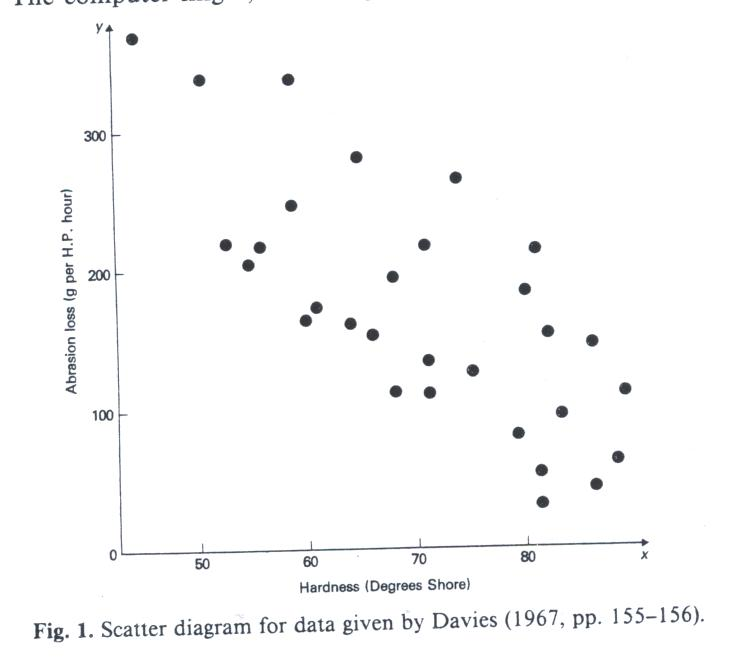 y
300
200
100
0
50 60 70 80 x
Abrasion loss (g per H.P. hour)
Hardness (Degrees Shore)
Fig. 1. Scatter diagram for data given by Davies (1967, pp. 155–156).